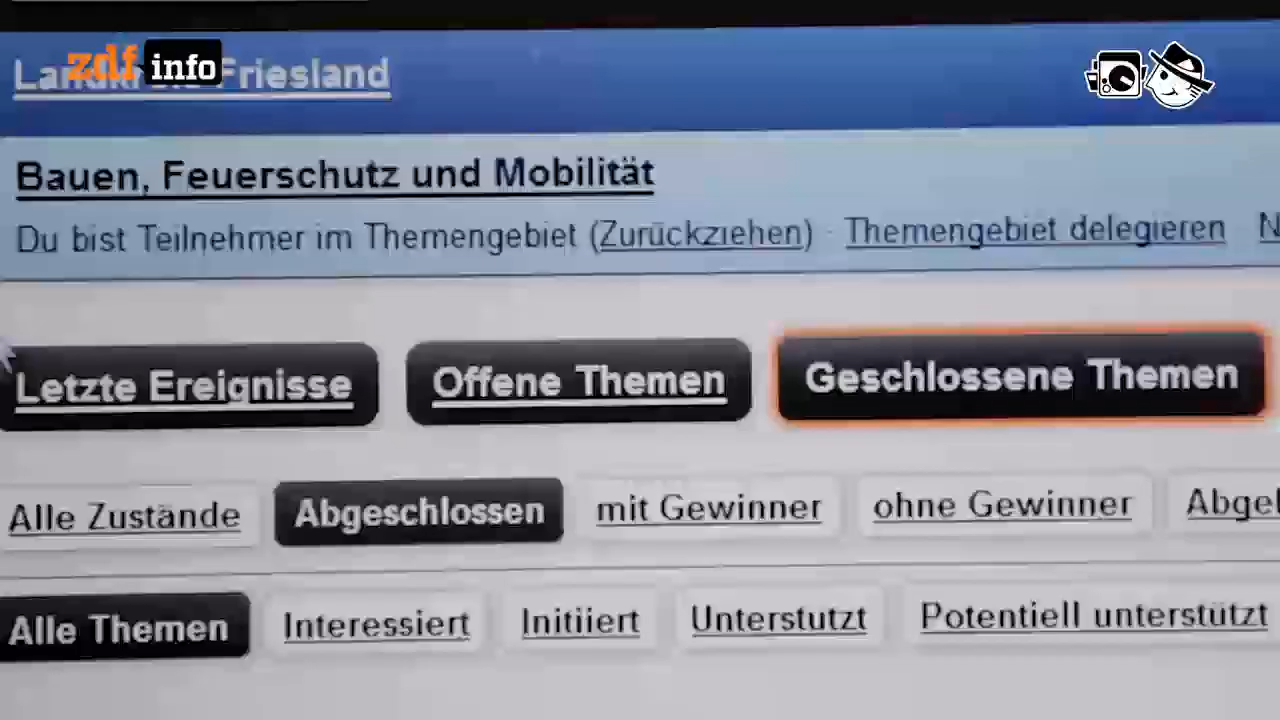 zdf info
Friesland
Bauen, Feuerschutz und Mobilität
Du bist Teilnehmer im Themengebiet (Zurückziehen) · Themengebiet delegieren
Letzte Ereignisse Offene Themen Geschlossene Themen
Alle Zustände Abgeschlossen mit Gewinner ohne Gewinner
Alle Themen Interessiert Initiiert Unterstützt Potentiell unterstützt